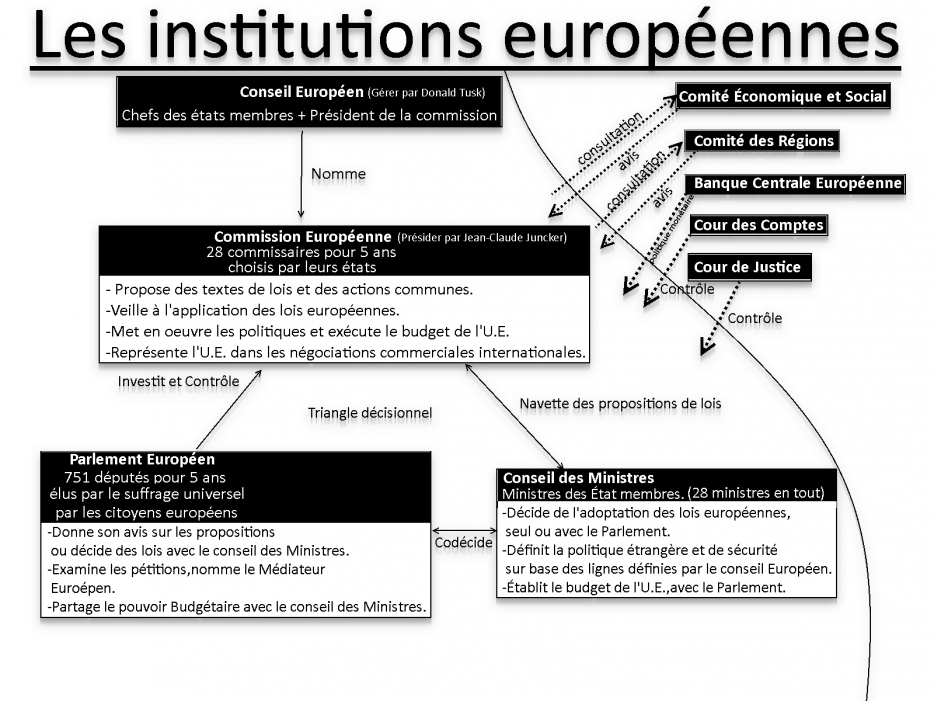 Les institutions européennes
Conseil Européen (Gérer par Donald Tusk)
Chefs des états membres + Président de la commission
Nomme
Comité Économique et Social
consultation
avis
Comité des Régions
consultation
avis
Banque Centrale Européenne
politique monétaire
Cour des Comptes
Contrôle
Cour de Justice
Contrôle
Commission Européenne (Présider par Jean-Claude Juncker)
28 commissaires pour 5 ans
choisis par leurs états
- Propose des textes de lois et des actions communes.
-Veille à l'application des lois européennes.
-Met en oeuvre les politiques et exécute le budget de l'U.E.
-Représente l'U.E. dans les négociations commerciales internationales.
Investit et Contrôle
Triangle décisionnel
Navette des propositions de lois
Parlement Européen
751 députés pour 5 ans
élus par le suffrage universel
par les citoyens européens
-Donne son avis sur les propositions
ou décide des lois avec le conseil des Ministres.
-Examine les pétitions,nomme le Médiateur
Euroépen.
-Partage le pouvoir Budgétaire avec le conseil des Ministres.
Codécide
Conseil des Ministres
Ministres des État membres. (28 ministres en tout)
-Décide de l'adoptation des lois européennes,
seul ou avec le Parlement.
-Définit la politique étrangère et de sécurité
sur base des lignes définies par le conseil Européen.
-Établit le budget de l'U.E.,avec le Parlement.